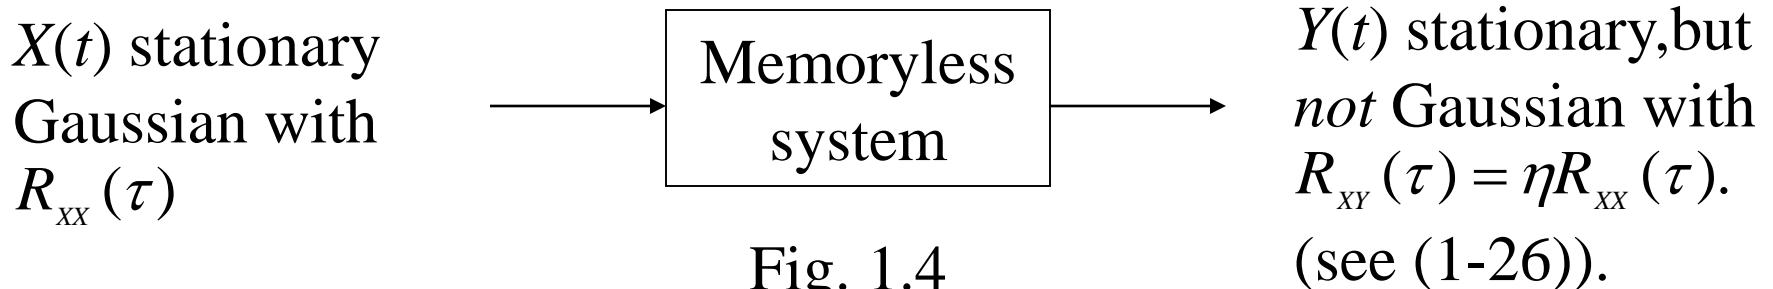 X(t) stationary
Gaussian with
R_XX(τ)
Memoryless
system
Fig. 1.4
Y(t) stationary,but
not Gaussian with
R_XY(τ) = ηR_XX(τ).
(see (1-26)).